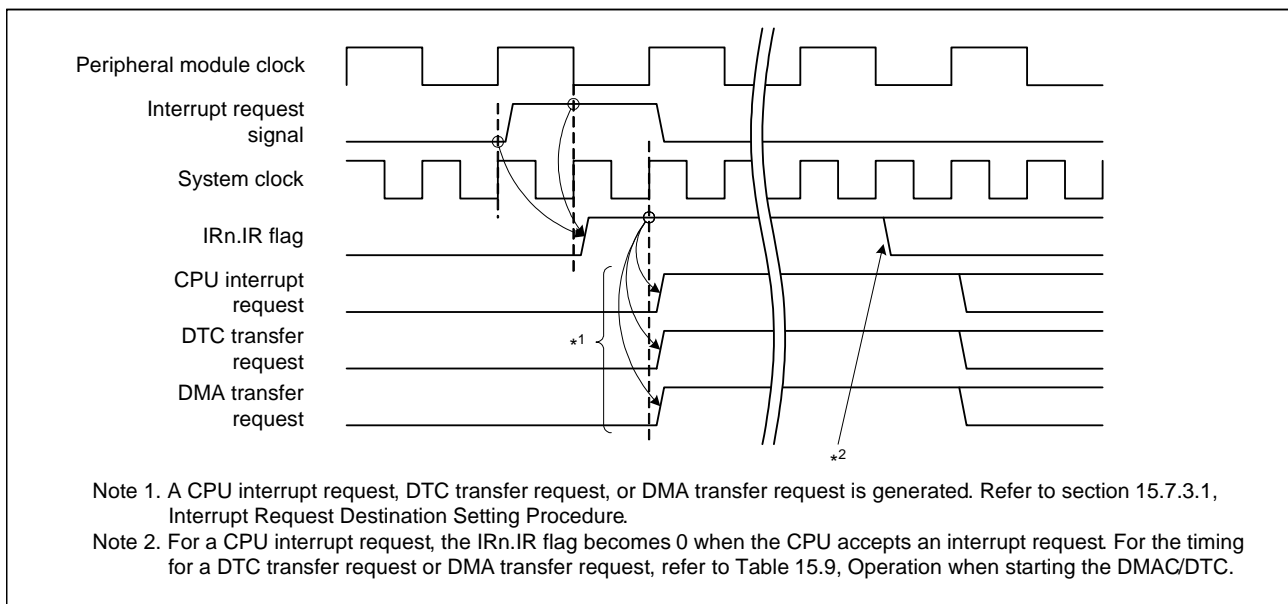 Peripheral module clock
Interrupt request
signal
System clock
IRn.IR flag
CPU interrupt
request
DTC transfer
request
DMA transfer
request
*1
*2
Note 1. A CPU interrupt request, DTC transfer request, or DMA transfer request is generated. Refer to section 15.7.3.1,
Interrupt Request Destination Setting Procedure.
Note 2. For a CPU interrupt request, the IRn.IR flag becomes 0 when the CPU accepts an interrupt request. For the timing
for a DTC transfer request or DMA transfer request, refer to Table 15.9, Operation when starting the DMAC/DTC.